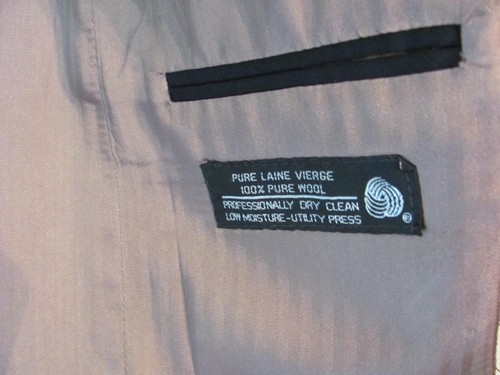 PURE LAINE VIERGE
100% PURE WOOL
PROFESSIONALLY DRY CLEAN
LOW MOISTURE-UTILITY PRESS